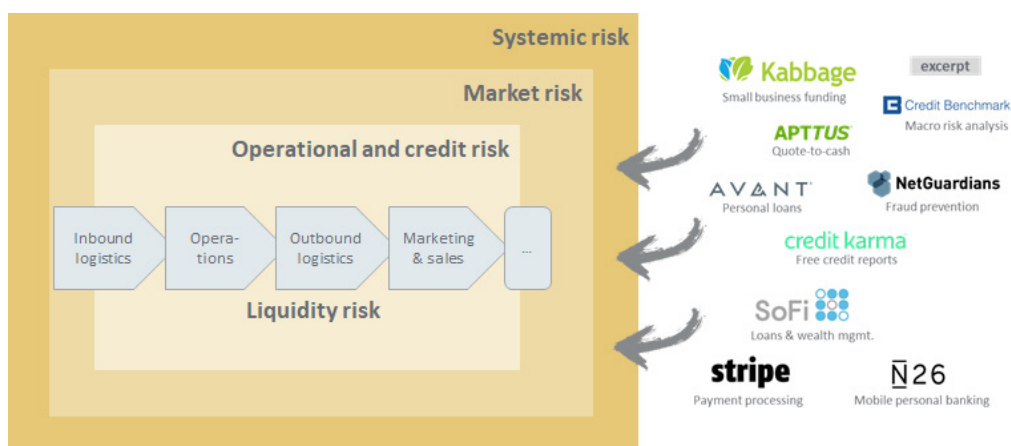 Systemic risk
Market risk
Operational and credit risk
Inbound
logistics
Opera-
tions
Outbound
logistics
Marketing
& sales
...
Liquidity risk
Kabbage
Small business funding
excerpt
Credit Benchmark
Macro risk analysis
APTTUS
Quote-to-cash
AVANT
Personal loans
NetGuardians
Fraud prevention
credit karma
Free credit reports
SoFi
Loans & wealth mgmt.
stripe
Payment processing
N26
Mobile personal banking